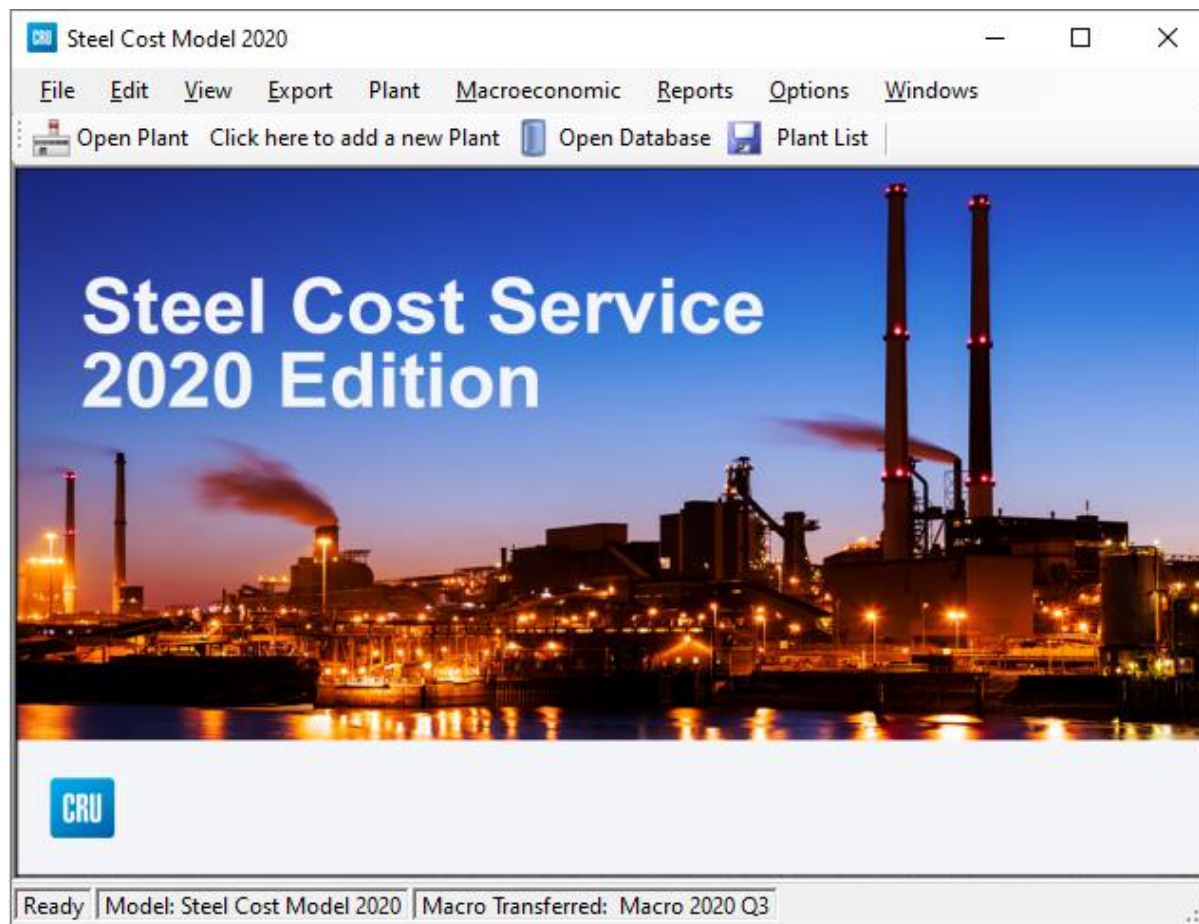 CRU Steel Cost Model 2020
File Edit View Export Plant Macroeconomic Reports Options Windows
Open Plant Click here to add a new Plant Open Database Plant List
Steel Cost Service
2020 Edition
CRU
Ready Model: Steel Cost Model 2020 Macro Transferred: Macro 2020 Q3